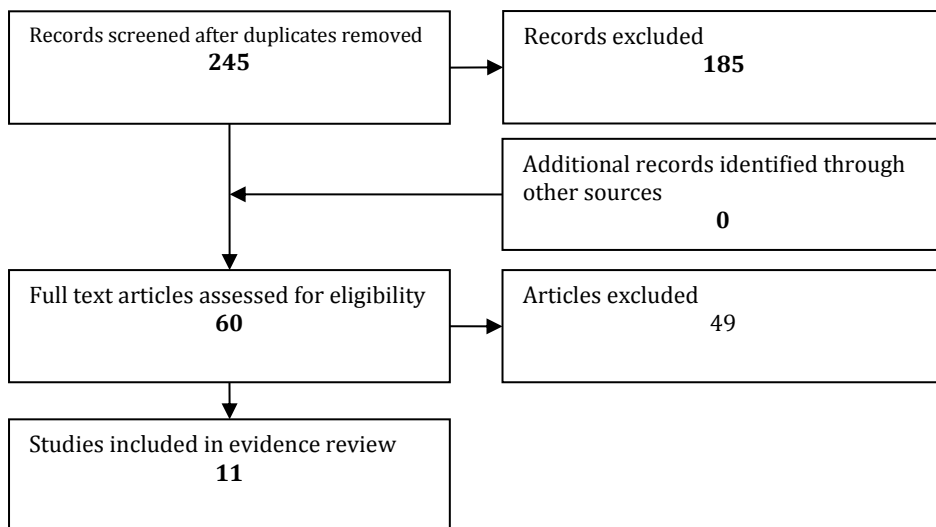 Records screened after duplicates removed
245
Records excluded
185
Additional records identified through
other sources
0
Full text articles assessed for eligibility
60
Articles excluded
49
Studies included in evidence review
11